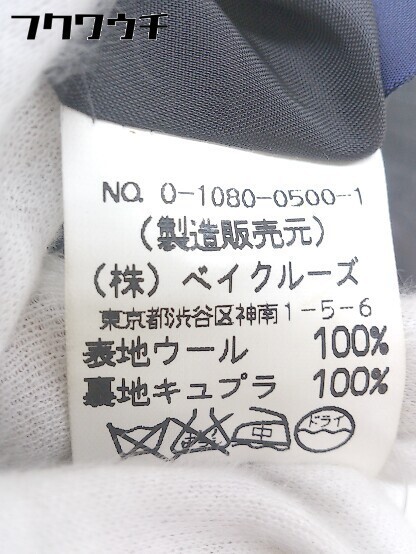 フクワウチ
NO. 0-1080-0500-1
(製造販売元)
(株) ベイクルーズ
東京都渋谷区神南1-5-6
表地ウール 100%
裏地キュプラ 100%
中 ドライ